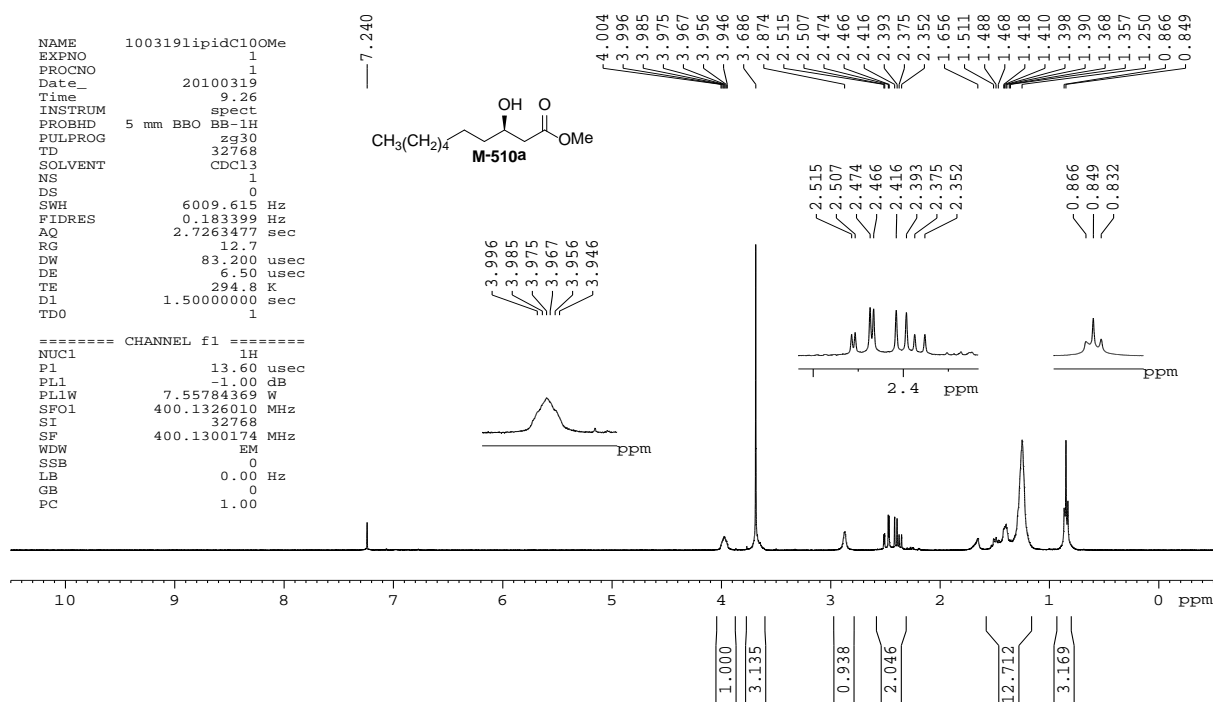 NAME 100319lipidC10OMe
EXPNO 1
PROCNO 1
Date_ 20100319
Time 9.26
INSTRUM spect
PROBHD 5 mm BBO BB-1H
PULPROG zg30
TD 32768
SOLVENT CDCl3
NS 1
DS 0
SWH 6009.615 Hz
FIDRES 0.183399 Hz
AQ 2.7263477 sec
RG 12.7
DW 83.200 usec
DE 6.50 usec
TE 294.8 K
D1 1.50000000 sec
TD0 1
======== CHANNEL f1 ========
NUC1 1H
P1 13.60 usec
PL1 -1.00 dB
PL1W 7.55784369 W
SFO1 400.1326010 MHz
SI 32768
SF 400.1300174 MHz
WDW EM
SSB 0
LB 0.00 Hz
GB 0
PC 1.00
7.240
4.004
3.996
3.985
3.975
3.967
3.956
3.946
3.686
2.874
2.515
2.507
2.474
2.466
2.416
2.393
2.375
2.352
1.656
1.511
1.488
1.468
1.418
1.410
1.398
1.390
1.368
1.357
1.250
0.866
0.849
OH O
CH3(CH2)4 OMe
M-510a
3.996
3.985
3.975
3.967
3.956
3.946
ppm
2.515
2.507
2.474
2.466
2.416
2.393
2.375
2.352
2.4 ppm
0.866
0.849
0.832
ppm
10 9 8 7 6 5 4 3 2 1 0 ppm
1.000
3.135
0.938
2.046
12.712
3.169